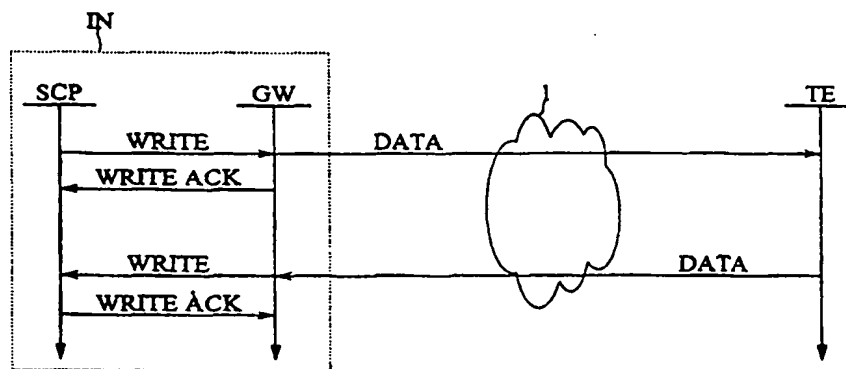 IN
SCP GW 1 TE
WRITE DATA
WRITE ACK
WRITE DATA
WRITE ACK